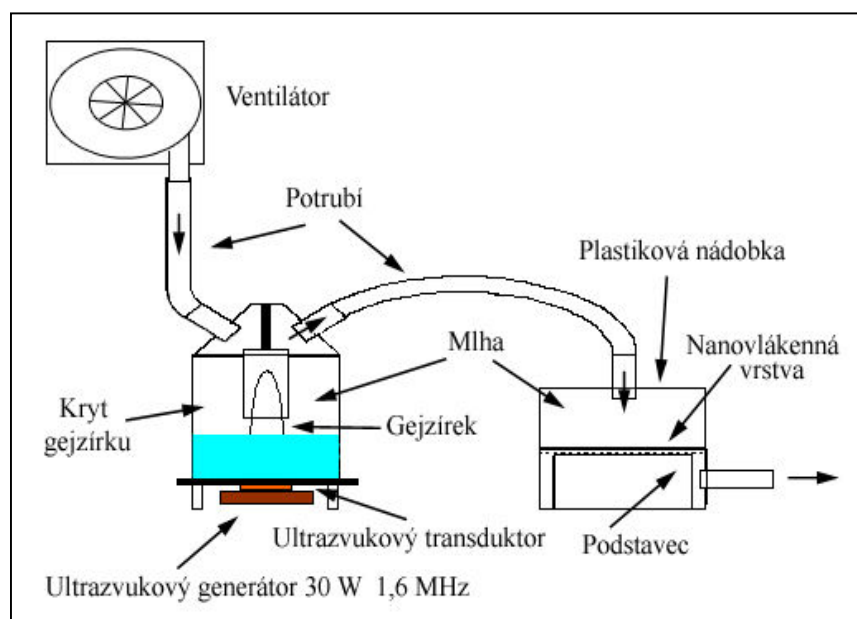 Ventilátor
Potrubí
Plastiková nádobka
Mlha
Nanovlákenná
vrstva
Kryt
gejzírku
Gejzírek
Ultrazvukový transduktor
Podstavec
Ultrazvukový generátor 30 W 1,6 MHz